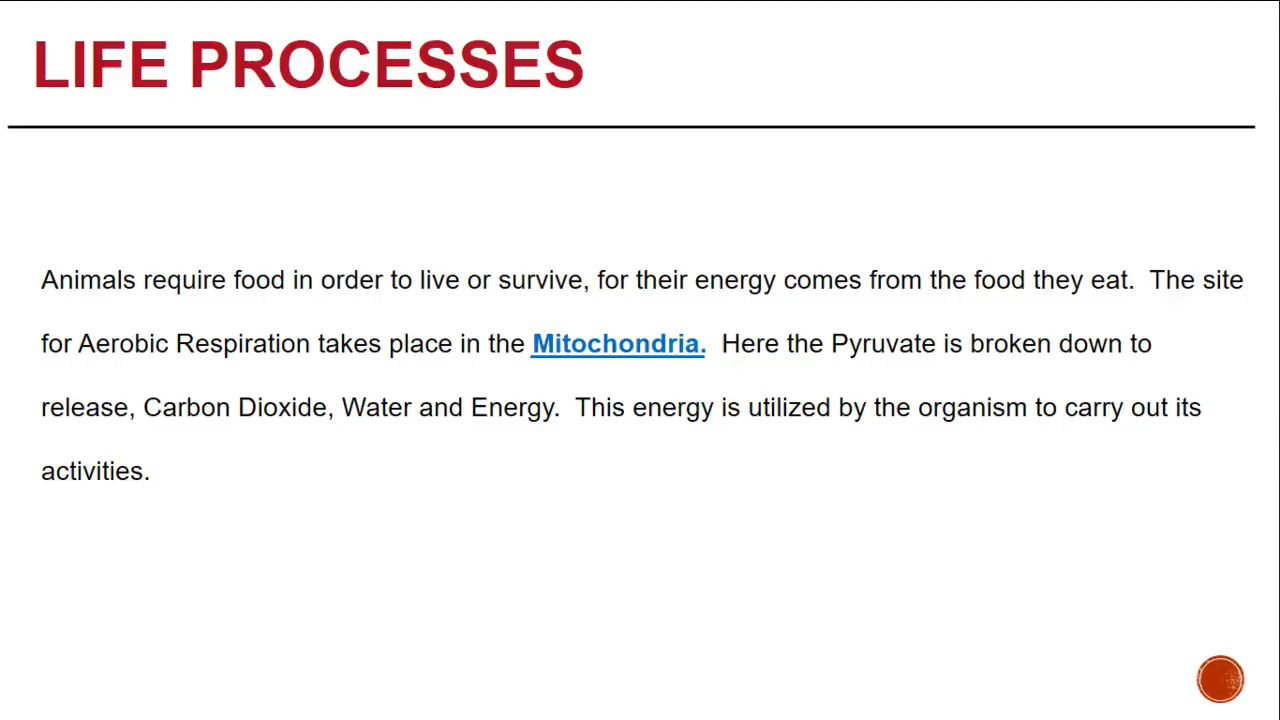 LIFE PROCESSES
Animals require food in order to live or survive, for their energy comes from the food they eat.  The site
for Aerobic Respiration takes place in the Mitochondria.  Here the Pyruvate is broken down to
release, Carbon Dioxide, Water and Energy.  This energy is utilized by the organism to carry out its
activities.